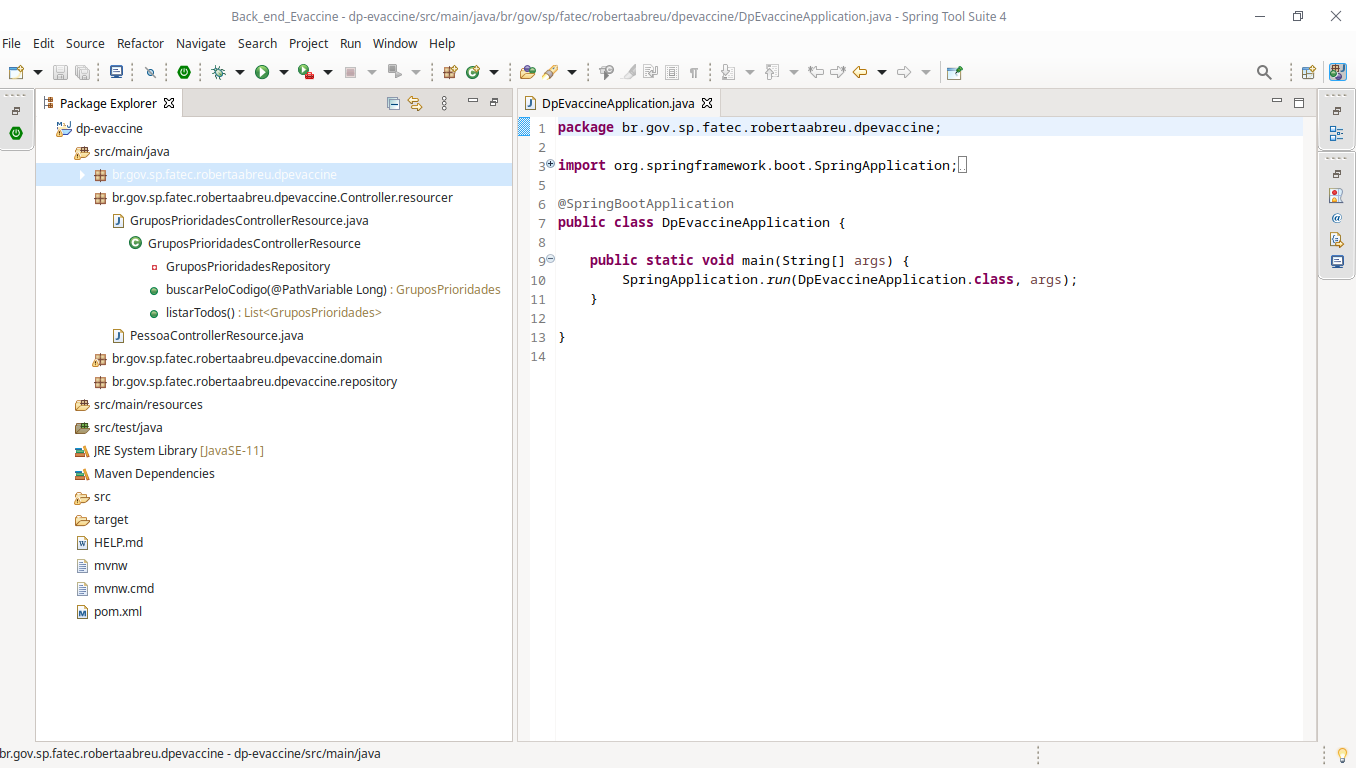 Back_end_Evaccine - dp-evaccine/src/main/java/br/gov/sp/fatec/robertaabreu/dpevaccine/DpEvaccineApplication.java - Spring Tool Suite 4
File Edit Source Refactor Navigate Search Project Run Window Help
Package Explorer
dp-evaccine
src/main/java
br.gov.sp.fatec.robertaabreu.dpevaccine
br.gov.sp.fatec.robertaabreu.dpevaccine.Controller.resourcer
GruposPrioridadesControllerResource.java
GruposPrioridadesControllerResource
GruposPrioridadesRepository
buscarPeloCodigo(@PathVariable Long) : GruposPrioridades
listarTodos() : List<GruposPrioridades>
PessoaControllerResource.java
br.gov.sp.fatec.robertaabreu.dpevaccine.domain
br.gov.sp.fatec.robertaabreu.dpevaccine.repository
src/main/resources
src/test/java
JRE System Library [JavaSE-11]
Maven Dependencies
src
target
HELP.md
mvnw
mvnw.cmd
pom.xml
DpEvaccineApplication.java
1 package br.gov.sp.fatec.robertaabreu.dpevaccine;
2
3 import org.springframework.boot.SpringApplication;
5
6 @SpringBootApplication
7 public class DpEvaccineApplication {
8
9 public static void main(String[] args) {
10 SpringApplication.run(DpEvaccineApplication.class, args);
11 }
12
13 }
14
br.gov.sp.fatec.robertaabreu.dpevaccine - dp-evaccine/src/main/java